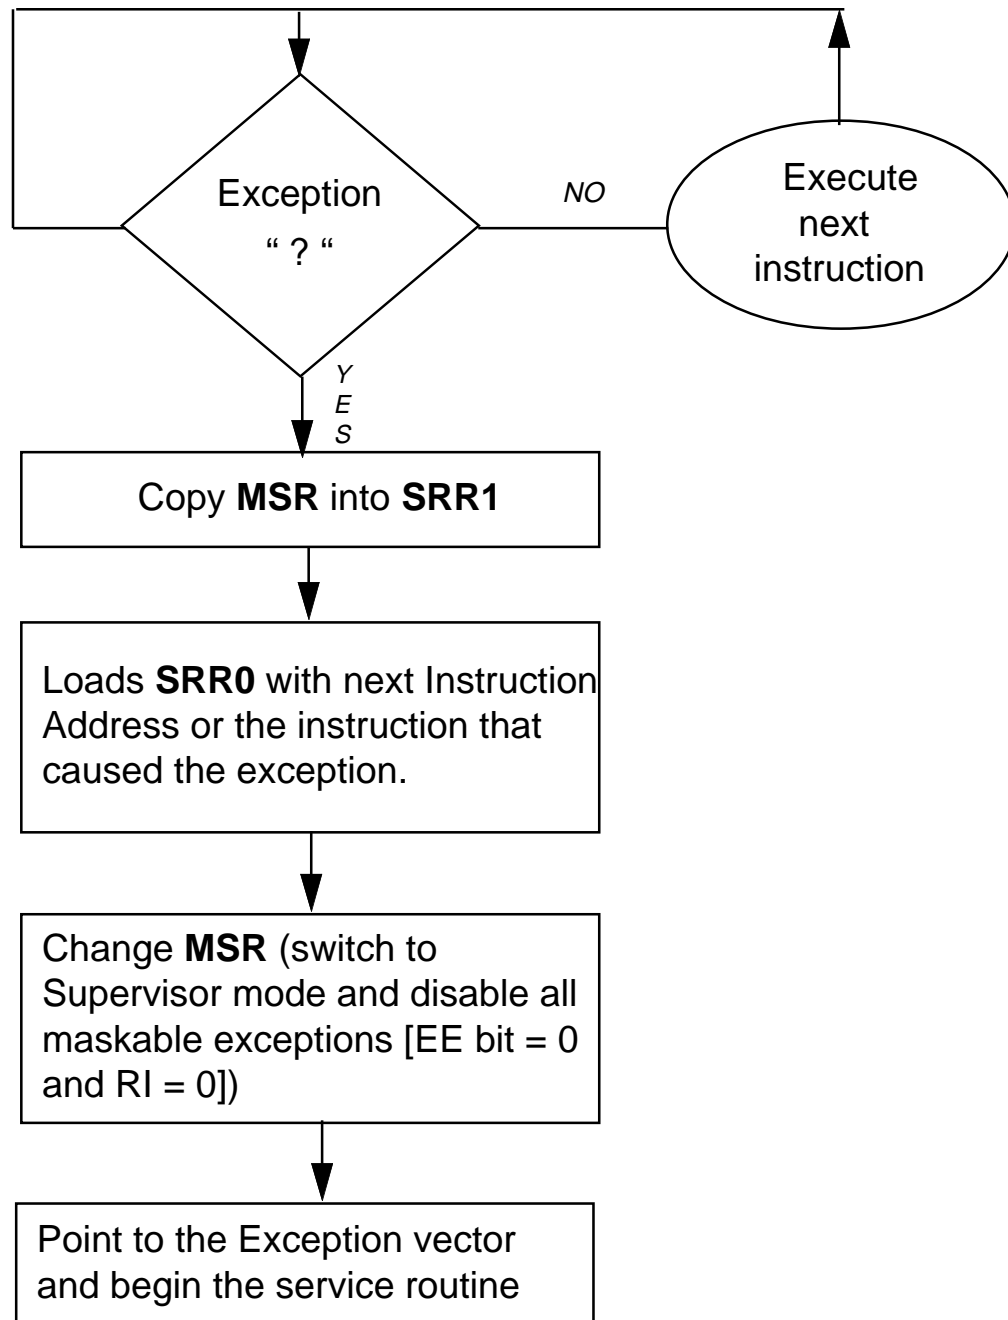 Exception
“ ? “
NO
Execute
next
instruction
Y
E
S
Copy MSR into SRR1
Loads SRR0 with next Instruction
Address or the instruction that
caused the exception.
Change MSR (switch to
Supervisor mode and disable all
maskable exceptions [EE bit = 0
and RI = 0])
Point to the Exception vector
and begin the service routine